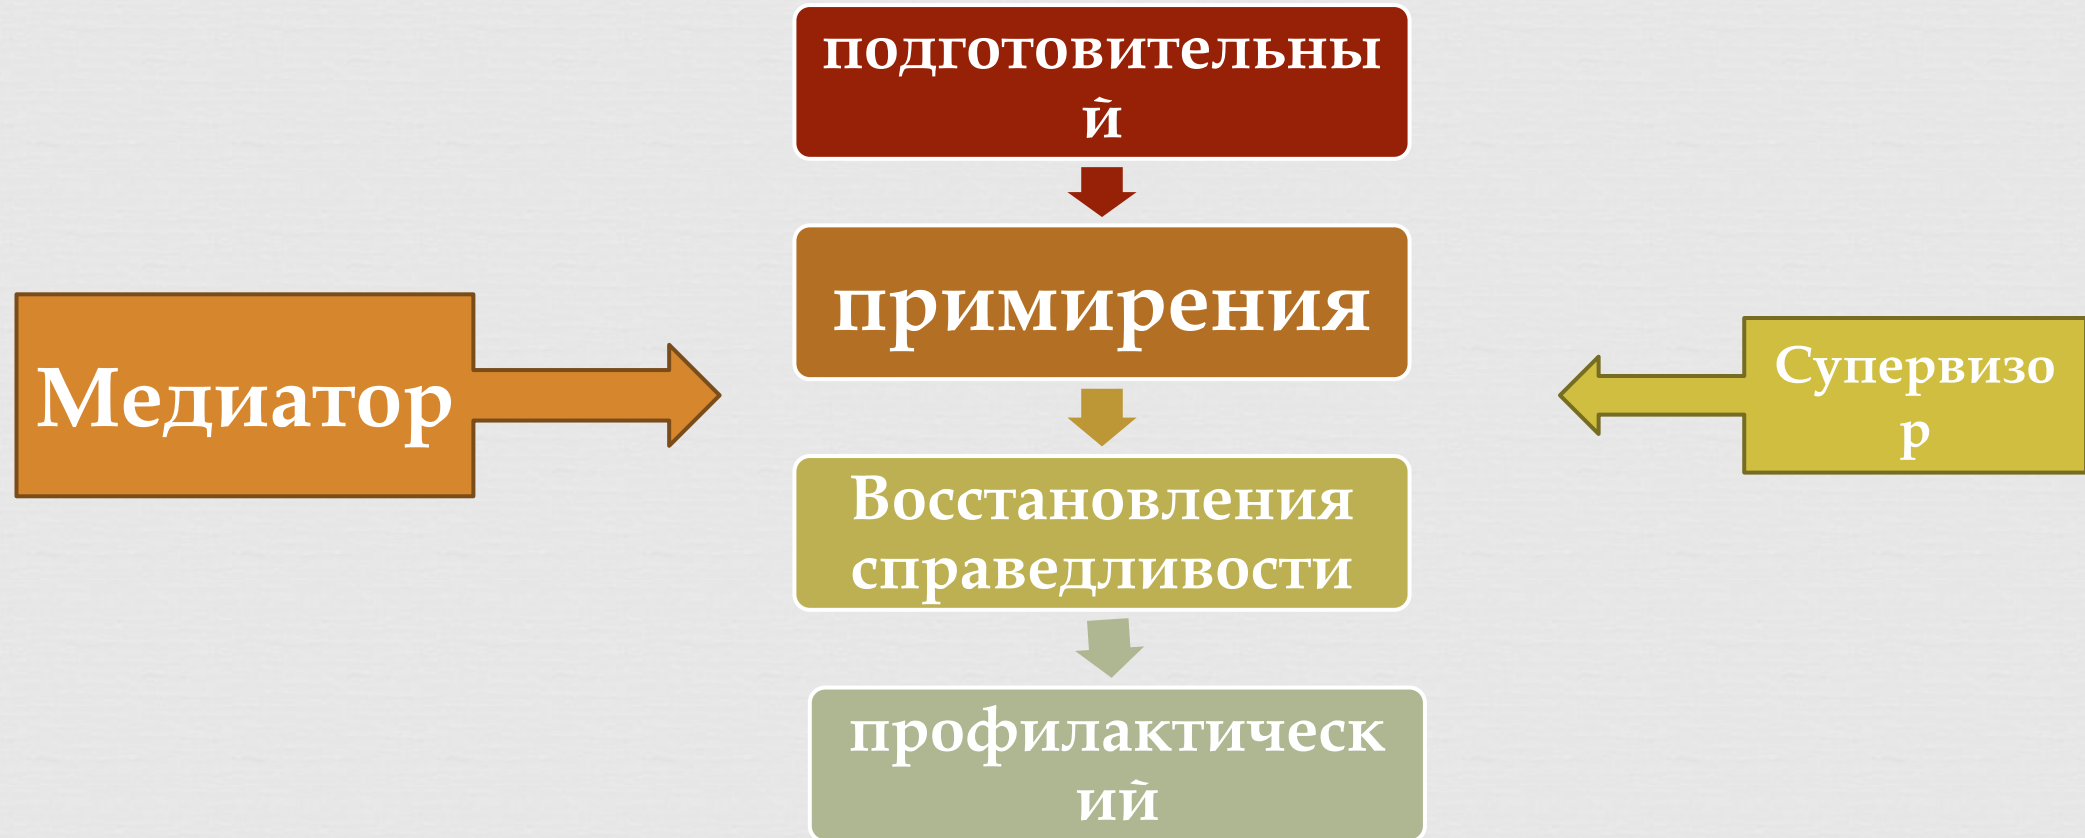 подготовительны
й
примирения
Медиатор
Супервизо
р
Восстановления
справедливости
профилактическ
ий